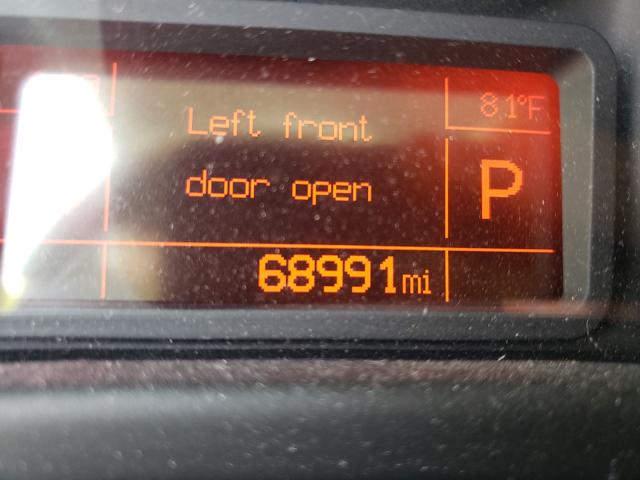 81°F
Left front
door open
P
68991mi